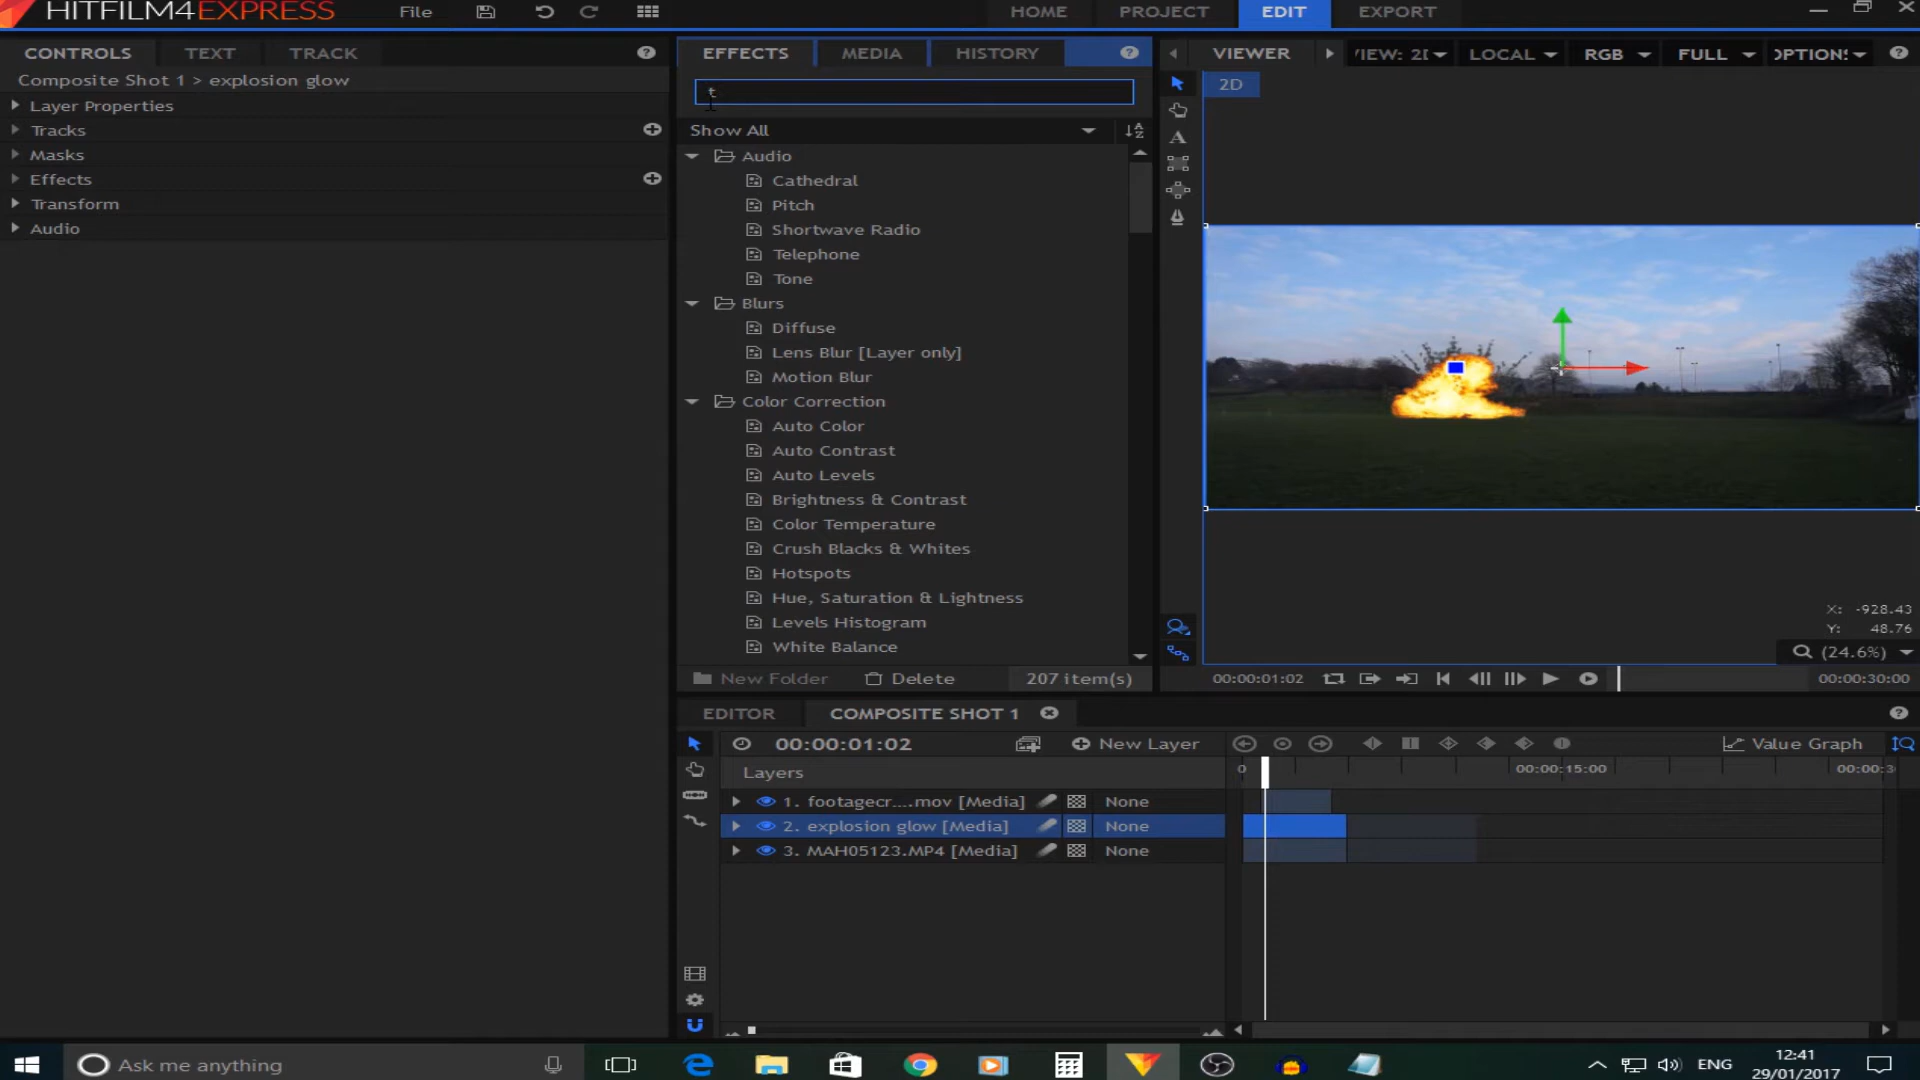 HITFILM4EXPRESS
File
HOME
PROJECT
EDIT
EXPORT
CONTROLS
TEXT
TRACK
Composite Shot 1 > explosion glow
Layer Properties
Tracks
Masks
Effects
Transform
Audio
EFFECTS
MEDIA
HISTORY
t
Show All
Audio
Cathedral
Pitch
Shortwave Radio
Telephone
Tone
Blurs
Diffuse
Lens Blur [Layer only]
Motion Blur
Color Correction
Auto Color
Auto Contrast
Auto Levels
Brightness & Contrast
Color Temperature
Crush Blacks & Whites
Hotspots
Hue, Saturation & Lightness
Levels Histogram
White Balance
New Folder
Delete
207 item(s)
VIEWER
LOCAL
RGB
FULL
2D
X: -928.43
Y: 48.76
(24.6%)
00:00:01:02
00:00:30:00
EDITOR
COMPOSITE SHOT 1
00:00:01:02
New Layer
Value Graph
Layers
0
00:00:15:00
00:00:3
1. footagecr....mov [Media]
None
2. explosion glow [Media]
None
3. MAH05123.MP4 [Media]
None
Ask me anything
ENG
12:41
29/01/2017